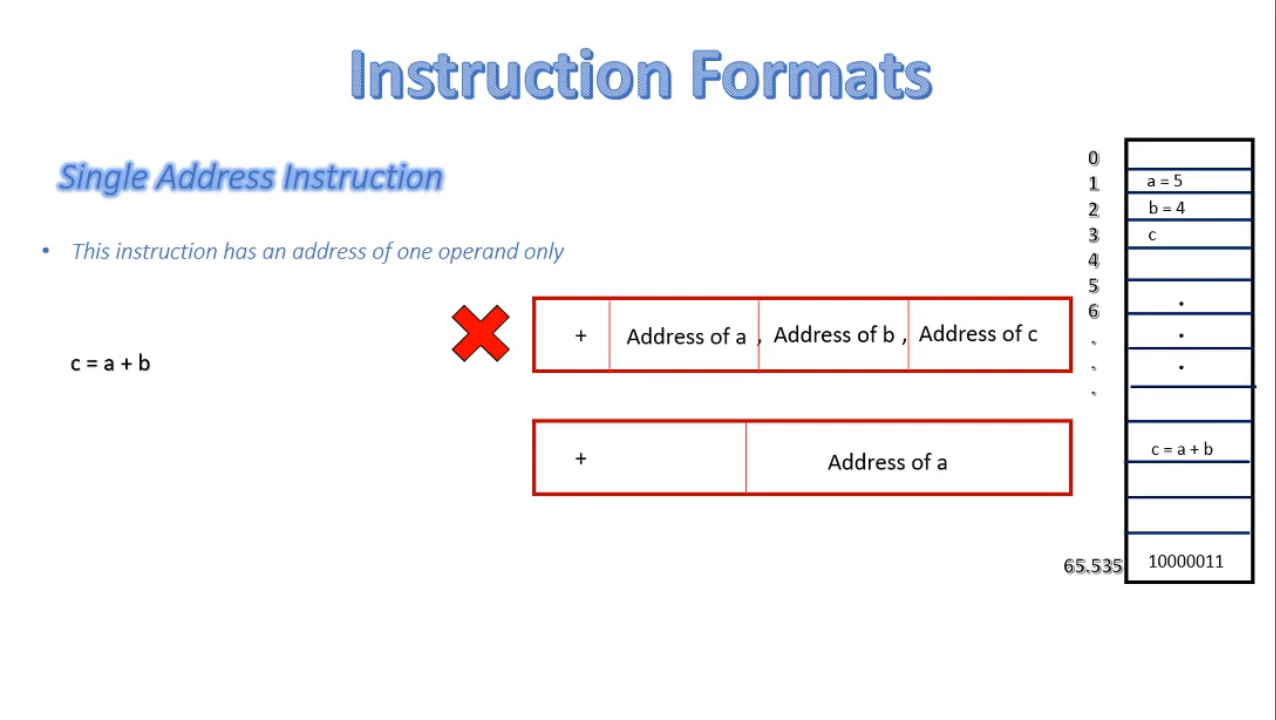 Instruction Formats
Single Address Instruction
• This instruction has an address of one operand only
c = a + b
+ Address of a , Address of b , Address of c
+ Address of a
0
1 a = 5
2 b = 4
3 c
4
5
6
.
.
.
c = a + b
65.535 10000011